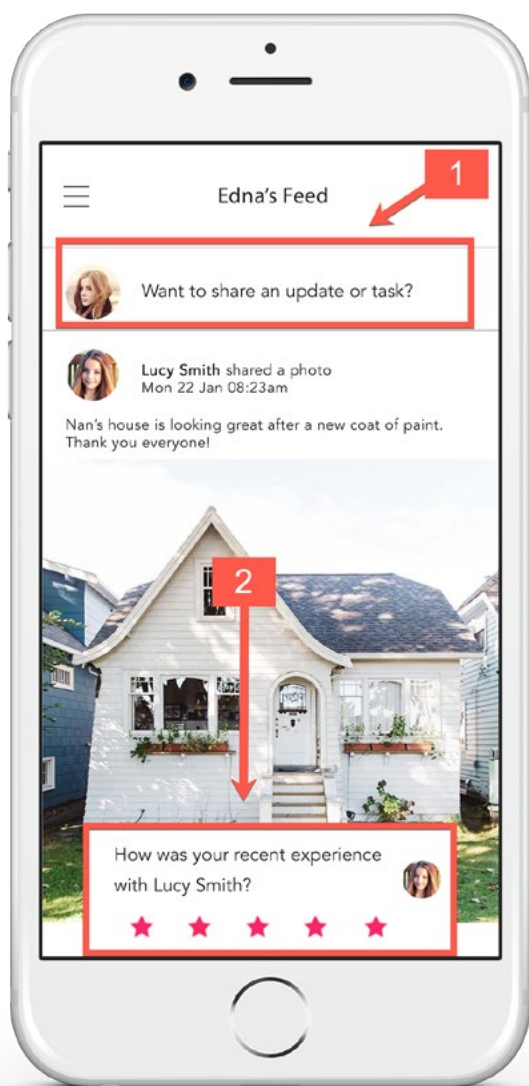 1
Edna's Feed
Want to share an update or task?
Lucy Smith shared a photo
Mon 22 Jan 08:23am
Nan's house is looking great after a new coat of paint.
Thank you everyone!
2
How was your recent experience
with Lucy Smith?